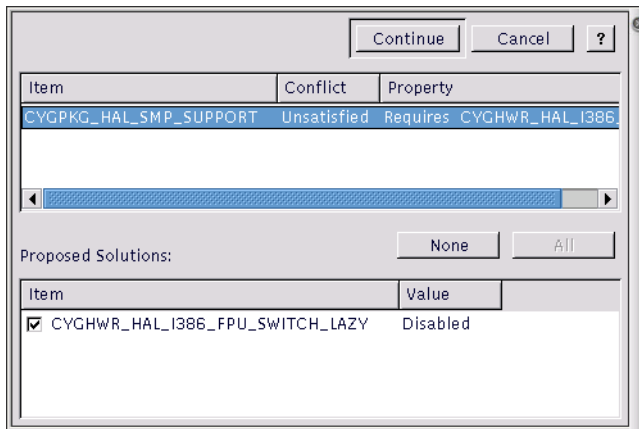 Continue Cancel ?
Item Conflict Property
CYGPKG_HAL_SMP_SUPPORT Unsatisfied Requires CYGHWR_HAL_I386_
None All
Proposed Solutions:
Item Value
CYGHWR_HAL_I386_FPU_SWITCH_LAZY Disabled